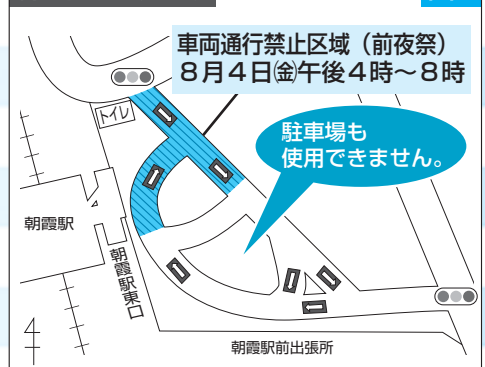 車両通行禁止区域（前夜祭）
８月４日㈮午後４時～８時
トイレ
駐車場も
使用できません。
朝霞駅
朝霞駅東口
朝霞駅前出張所